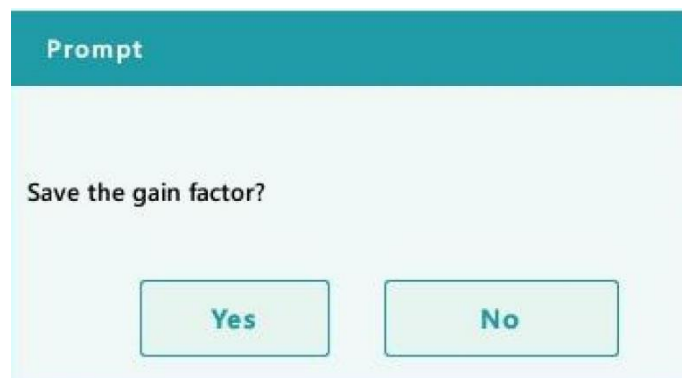 Prompt
Save the gain factor?
Yes
No